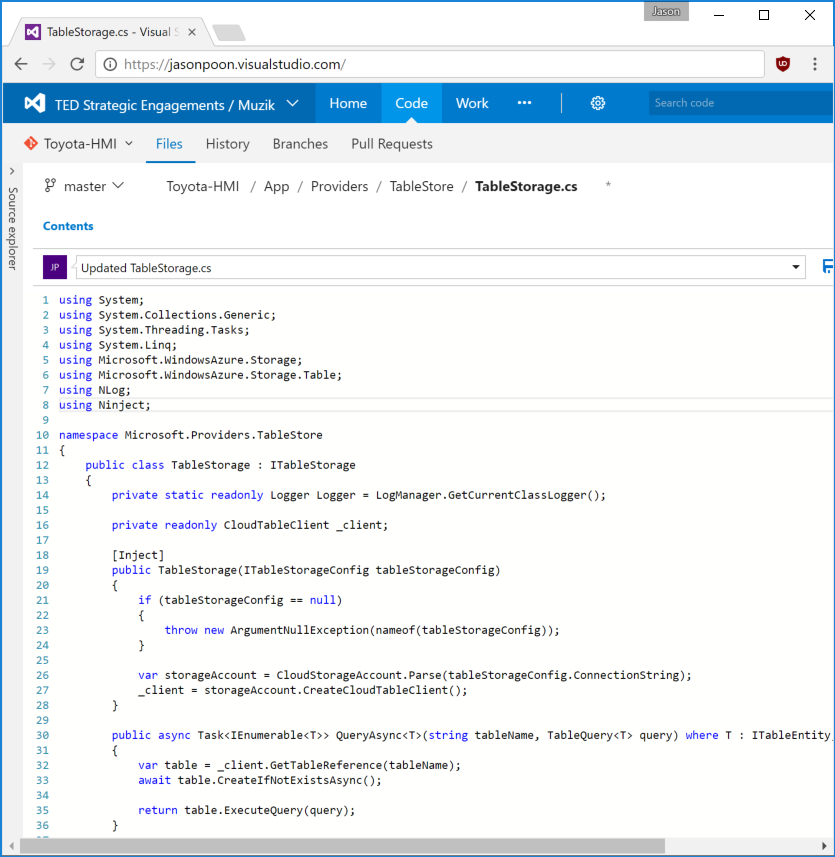 Jason
TableStorage.cs - Visual S
https://jasonpoon.visualstudio.com/
TED Strategic Engagements / Muzik
Home
Code
Work
Search code
Toyota-HMI
Files
History
Branches
Pull Requests
Source explorer
master
Toyota-HMI / App / Providers / TableStore / TableStorage.cs *
Contents
JP
Updated TableStorage.cs
1 using System;
2 using System.Collections.Generic;
3 using System.Threading.Tasks;
4 using System.Linq;
5 using Microsoft.WindowsAzure.Storage;
6 using Microsoft.WindowsAzure.Storage.Table;
7 using NLog;
8 using Ninject;
9
10 namespace Microsoft.Providers.TableStore
11 {
12     public class TableStorage : ITableStorage
13     {
14         private static readonly Logger Logger = LogManager.GetCurrentClassLogger();
15
16         private readonly CloudTableClient _client;
17
18         [Inject]
19         public TableStorage(ITableStorageConfig tableStorageConfig)
20         {
21             if (tableStorageConfig == null)
22             {
23                 throw new ArgumentNullException(nameof(tableStorageConfig));
24             }
25
26             var storageAccount = CloudStorageAccount.Parse(tableStorageConfig.ConnectionString);
27             _client = storageAccount.CreateCloudTableClient();
28         }
29
30         public async Task<IEnumerable<T>> QueryAsync<T>(string tableName, TableQuery<T> query) where T : ITableEntity,
31         {
32             var table = _client.GetTableReference(tableName);
33             await table.CreateIfNotExistsAsync();
34
35             return table.ExecuteQuery(query);
36         }